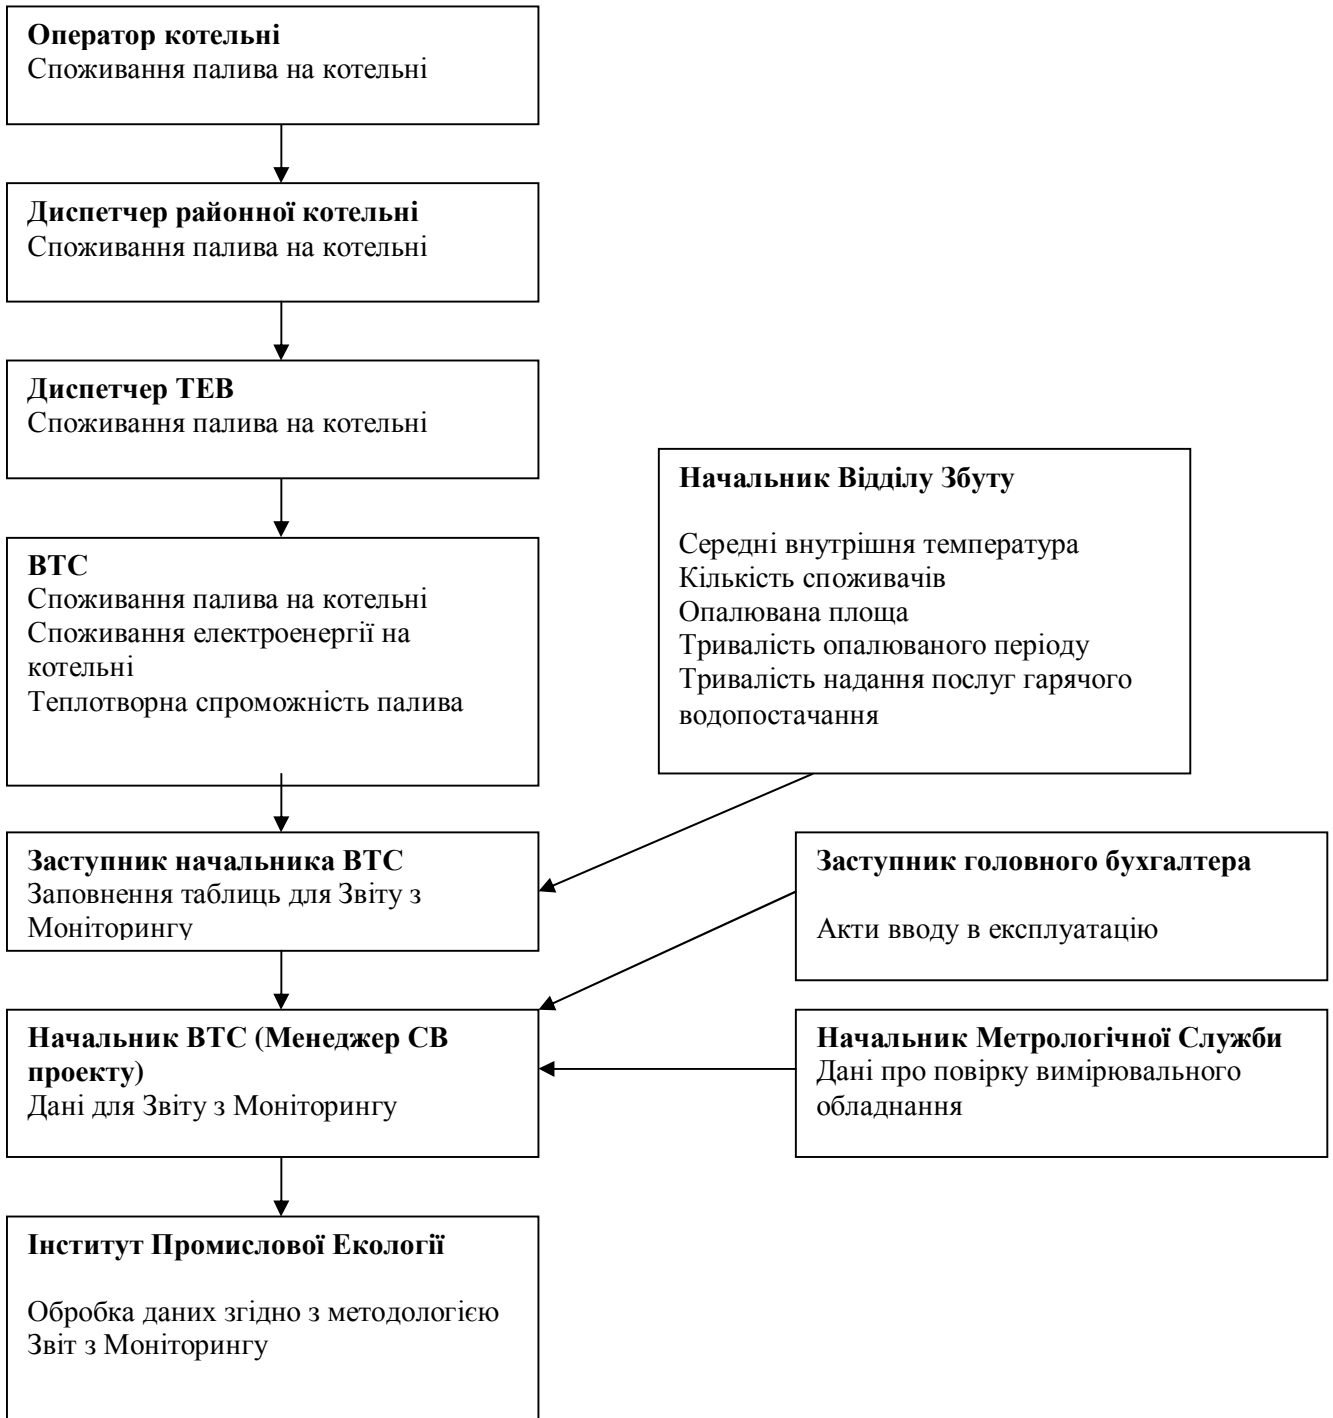 Оператор котельні
Споживання палива на котельні
Диспетчер районної котельні
Споживання палива на котельні
Диспетчер ТЕВ
Споживання палива на котельні
Начальник Відділу Збуту
Середні внутрішня температура
Кількість споживачів
Опалювана площа
Тривалість опалюваного періоду
Тривалість надання послуг гарячого
водопостачання
ВТС
Споживання палива на котельні
Споживання електроенергії на
котельні
Теплотворна спроможність палива
Заступник начальника ВТС
Заповнення таблиць для Звіту з
Моніторингу
Заступник головного бухгалтера
Акти вводу в експлуатацію
Начальник ВТС (Менеджер СВ
проекту)
Дані для Звіту з Моніторингу
Начальник Метрологічної Служби
Дані про повірку вимірювального
обладнання
Інститут Промислової Екології
Обробка даних згідно з методологією
Звіт з Моніторингу